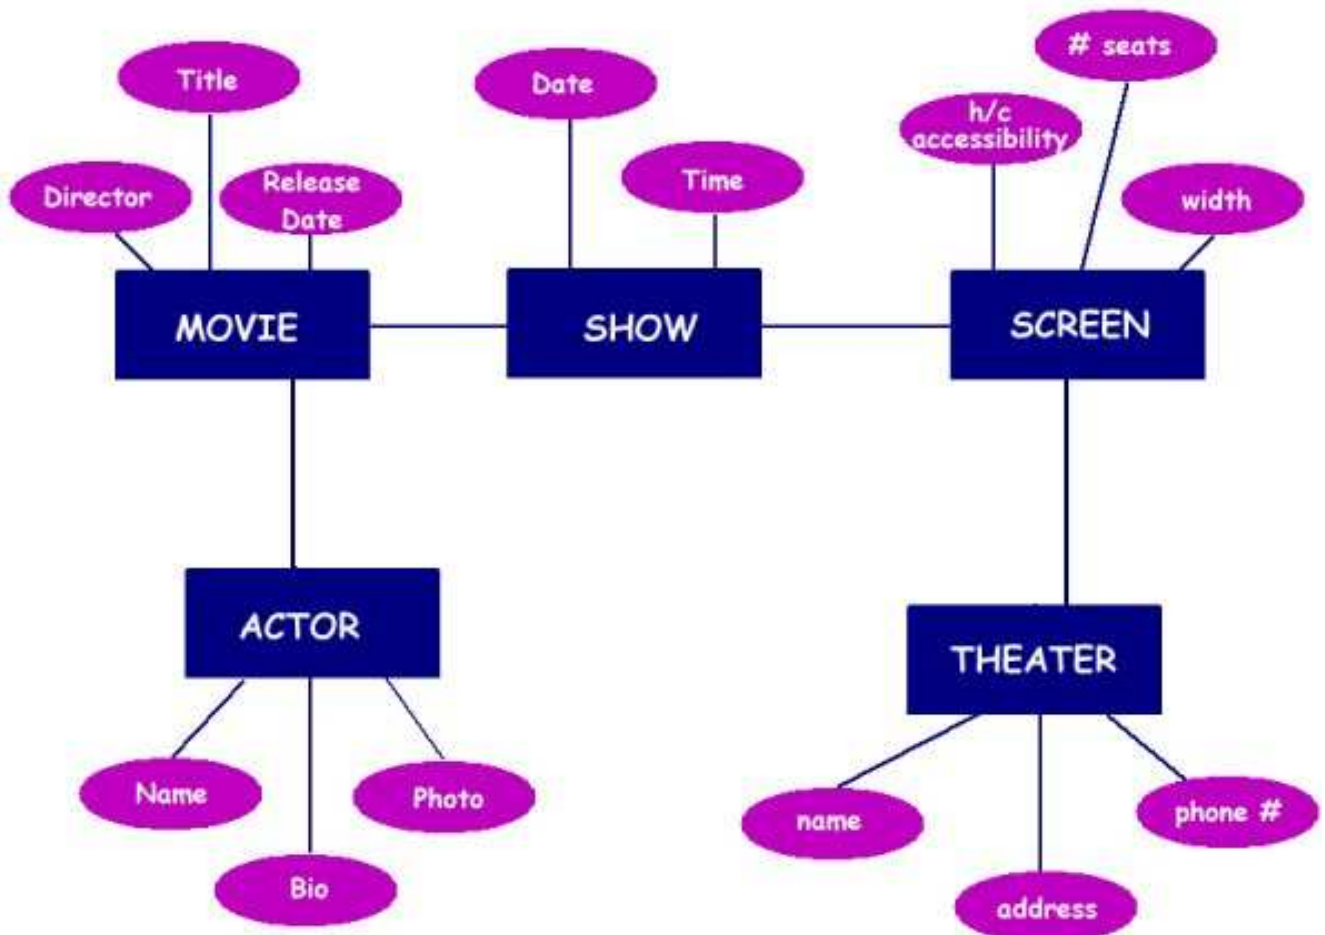 # seats
Title
Date
h/c
accessibility
Time
Release
Date
Director
width
MOVIE
SHOW
SCREEN
ACTOR
THEATER
Name
Photo
name
phone #
Bio
address